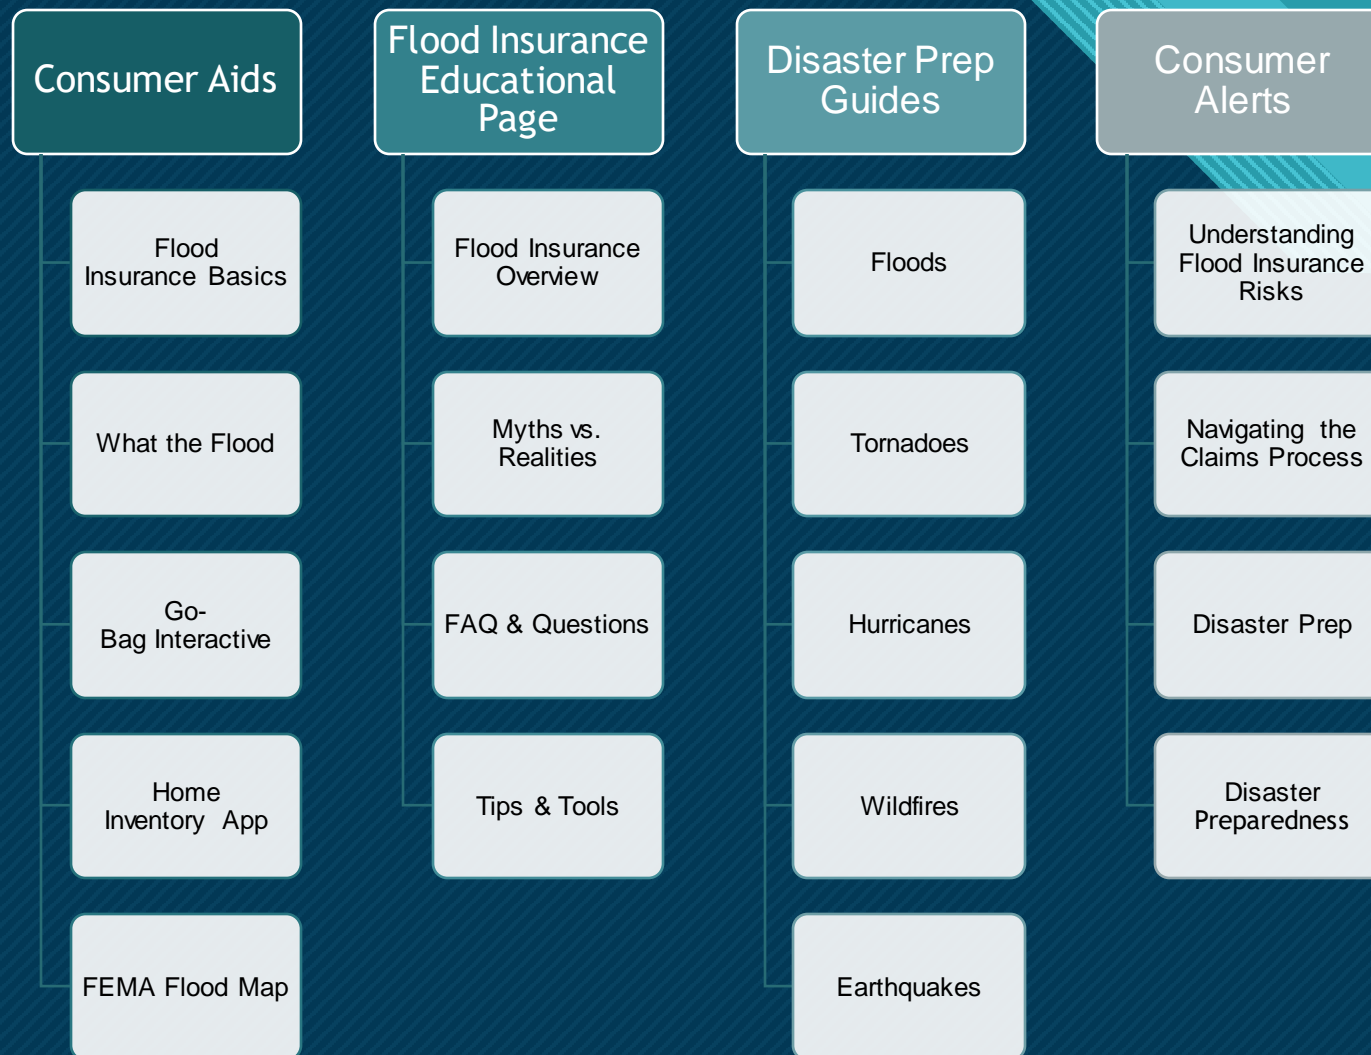 Consumer Aids
Flood
Insurance Basics
What the Flood
Go-
Bag Interactive
Home
Inventory App
FEMA Flood Map
Flood Insurance
Educational
Page
Flood Insurance
Overview
Myths vs.
Realities
FAQ & Questions
Tips & Tools
Disaster Prep
Guides
Floods
Tornadoes
Hurricanes
Wildfires
Earthquakes
Consumer
Alerts
Understanding
Flood Insurance
Risks
Navigating the
Claims Process
Disaster Prep
Disaster
Preparedness